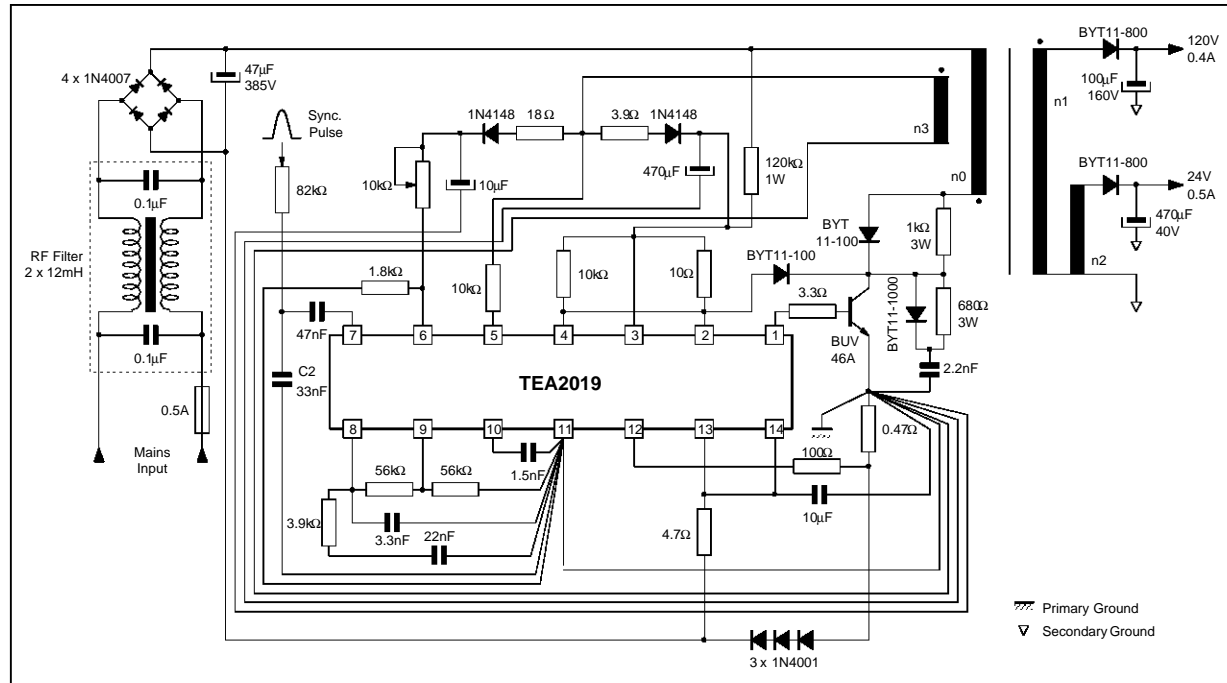 BYT11-800
120V
0.4A
47µF
385V
100µF
160V
4 x 1N4007
n1
Sync.
Pulse
1N4148
18Ω
3.9Ω
1N4148
n3
BYT11-800
24V
0.5A
120kΩ
1W
10kΩ
10µF
470µF
82kΩ
n0
0.1µF
470µF
40V
BYT
11-100
1kΩ
3W
RF Filter
2 x 12mH
n2
BYT11-100
10kΩ
10Ω
1.8kΩ
10kΩ
3.3Ω
BYT11-1000
680Ω
3W
47nF
7
6
5
4
3
2
1
BUV
46A
0.1µF
C2
33nF
TEA2019
2.2nF
0.5A
8
9
10
11
12
13
14
0.47Ω
Mains
Input
1.5nF
100Ω
56kΩ
56kΩ
10µF
3.9kΩ
3.3nF
22nF
4.7Ω
Primary Ground
Secondary Ground
3 x 1N4001